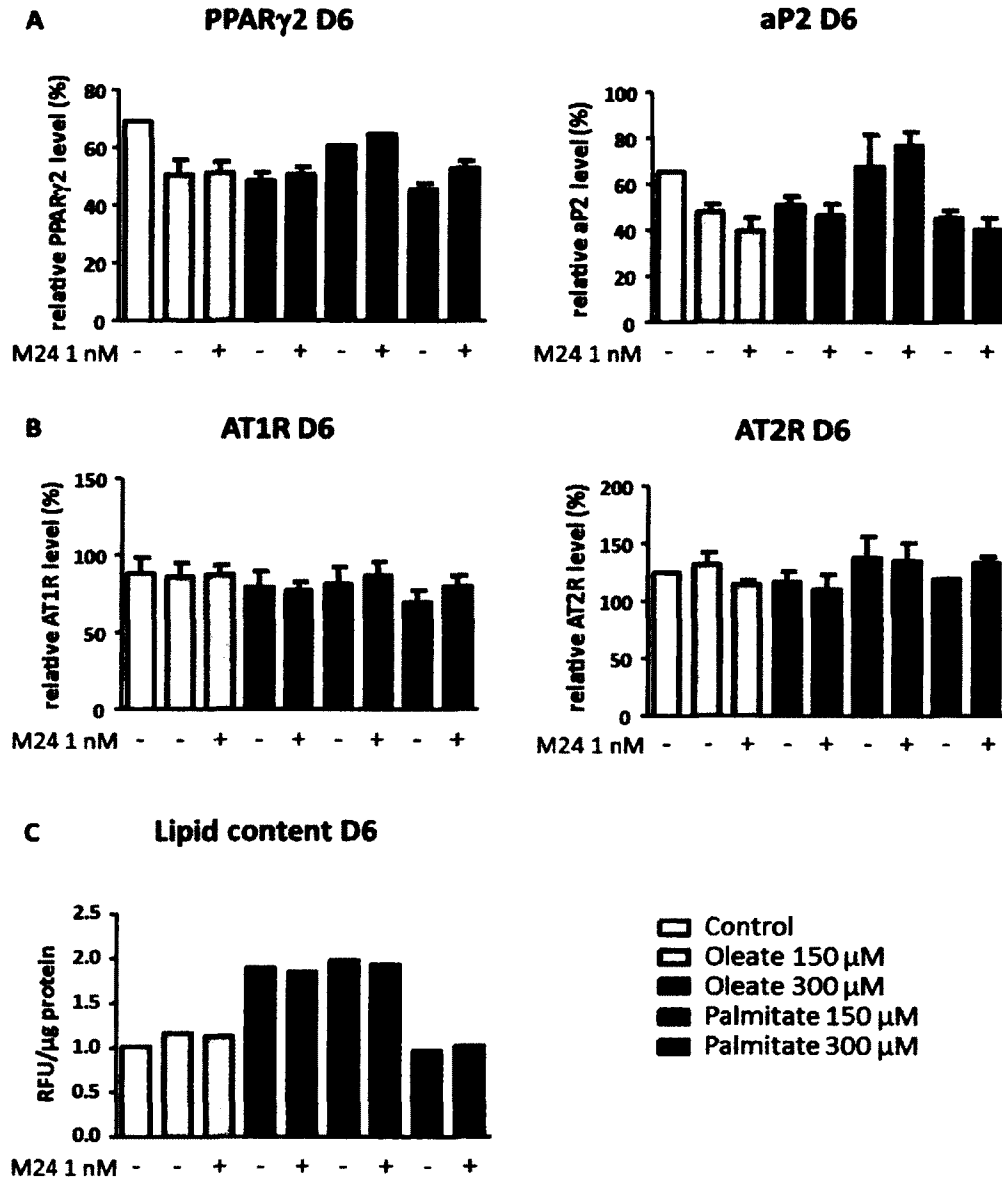 A PPARγ2 D6 aP2 D6
relative PPARγ2 level (%)
80
60
40
20
0
M24 1 nM - - + - + - + - +
relative aP2 level (%)
100
80
60
40
20
0
M24 1 nM - - + - + - + - +
B AT1R D6 AT2R D6
relative AT1R level (%)
150
100
50
0
M24 1 nM - - + - + - + - +
relative AT2R level (%)
200
150
100
50
0
M24 1 nM - - + - + - + - +
C Lipid content D6
RFU/µg protein
2.5
2.0
1.5
1.0
0.5
0.0
M24 1 nM - - + - + - + - +
Control
Oleate 150 µM
Oleate 300 µM
Palmitate 150 µM
Palmitate 300 µM